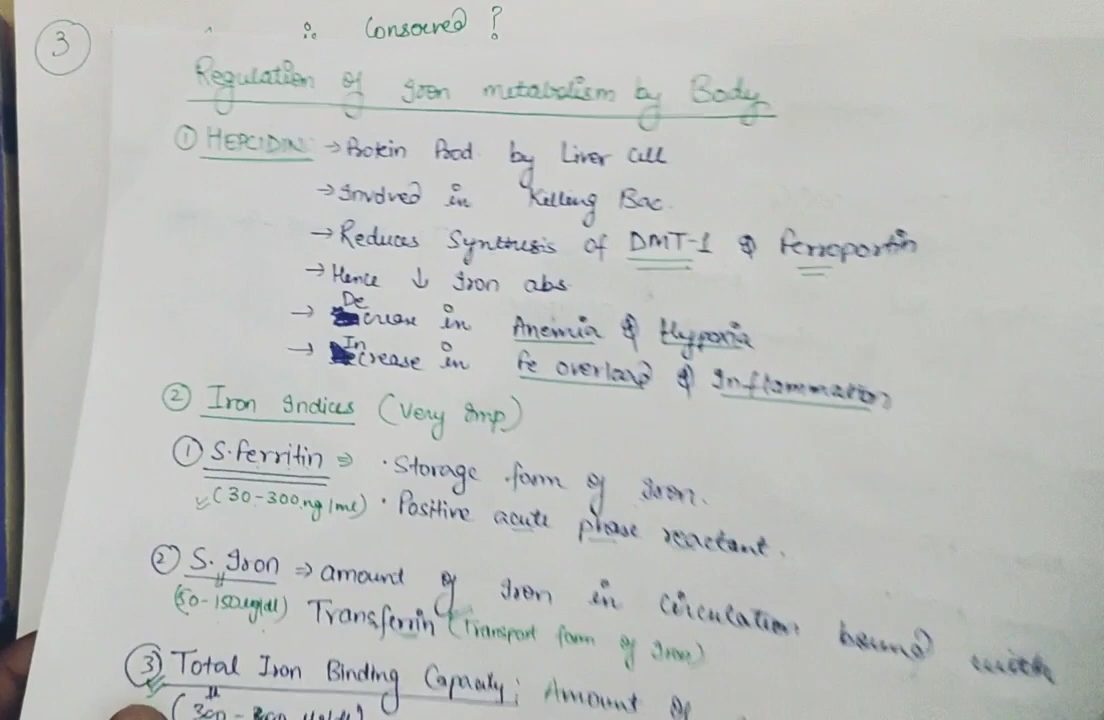 ③
∴ Consoured ?
Regulation of Iron metabolism by Body
① HEPCIDIN: → Protein Prod. by Liver Cell
→ Involved in Killing Bac.
→ Reduces Synthesis of DMT-1 & ferroportin
→ Hence ↓ Iron abs.
→ Decrease in Anemia & Hypoxia
→ Increase in Fe overload & Inflammation
② Iron Indices (Very Imp)
① S.ferritin ⇒ · Storage form of Iron.
(30-300 ng/ml) · Positive acute phase reactant.
② S. Iron ⇒ amount of Iron in circulation bound with
(50-150 ug/dl) Transferrin (Transport form of Iron)
③ Total Iron Binding Capacity; Amount of
(300 -